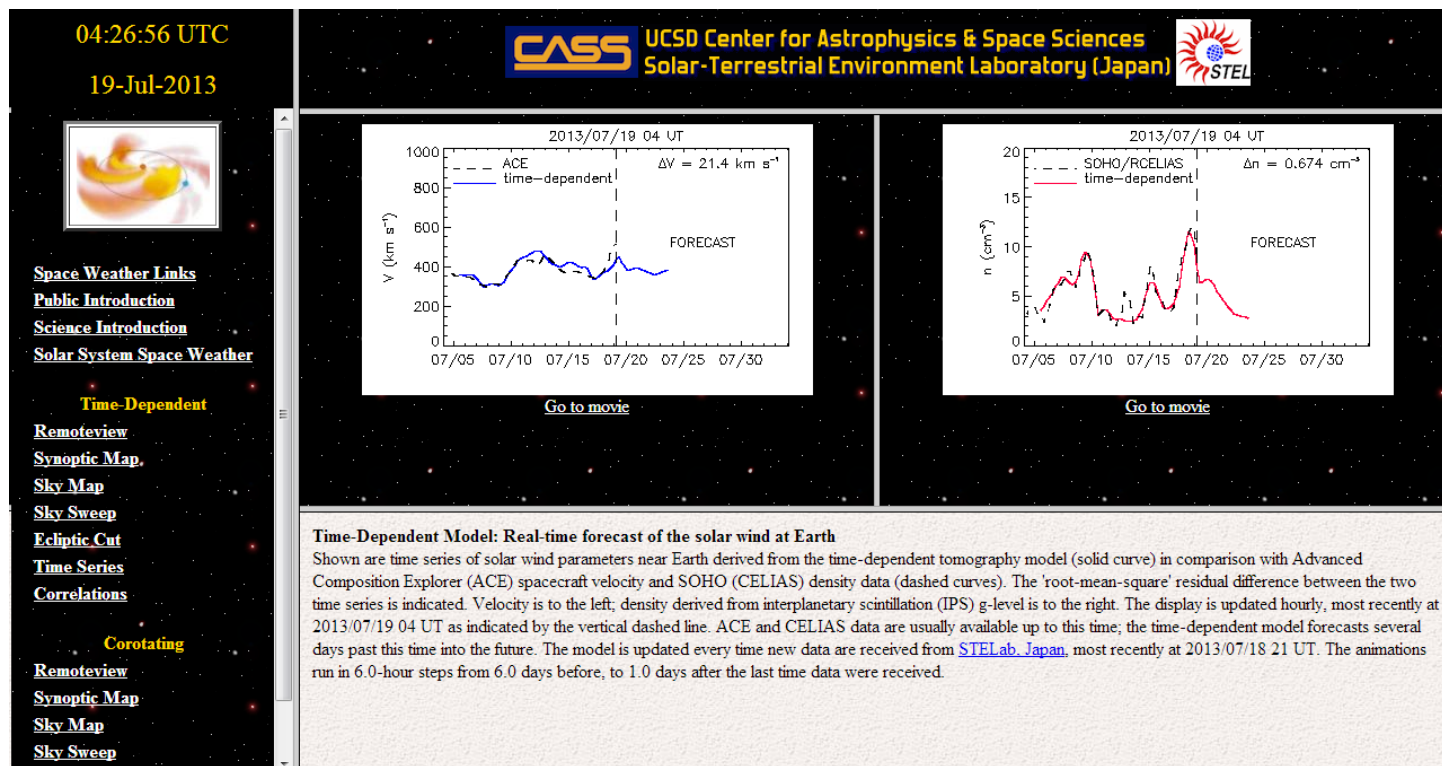 04:26:56 UTC
19-Jul-2013
CASS
UCSD Center for Astrophysics & Space Sciences
Solar-Terrestrial Environment Laboratory (Japan)
STEL
Space Weather Links
Public Introduction
Science Introduction
Solar System Space Weather
Time-Dependent
Remoteview
Synoptic Map
Sky Map
Sky Sweep
Ecliptic Cut
Time Series
Correlations
Corotating
Remoteview
Synoptic Map
Sky Map
Sky Sweep
2013/07/19 04 UT
ACE
time-dependent
ΔV = 21.4 km s⁻¹
FORECAST
V (km s⁻¹)
1000
800
600
400
200
0
07/05 07/10 07/15 07/20 07/25 07/30
Go to movie
2013/07/19 04 UT
SOHO/RCELIAS
time-dependent
Δn = 0.674 cm⁻³
FORECAST
n (cm⁻³)
20
15
10
5
0
07/05 07/10 07/15 07/20 07/25 07/30
Go to movie
Time-Dependent Model: Real-time forecast of the solar wind at Earth
Shown are time series of solar wind parameters near Earth derived from the time-dependent tomography model (solid curve) in comparison with Advanced
Composition Explorer (ACE) spacecraft velocity and SOHO (CELIAS) density data (dashed curves). The 'root-mean-square' residual difference between the two
time series is indicated. Velocity is to the left; density derived from interplanetary scintillation (IPS) g-level is to the right. The display is updated hourly, most recently at
2013/07/19 04 UT as indicated by the vertical dashed line. ACE and CELIAS data are usually available up to this time; the time-dependent model forecasts several
days past this time into the future. The model is updated every time new data are received from STELab, Japan, most recently at 2013/07/18 21 UT. The animations
run in 6.0-hour steps from 6.0 days before, to 1.0 days after the last time data were received.